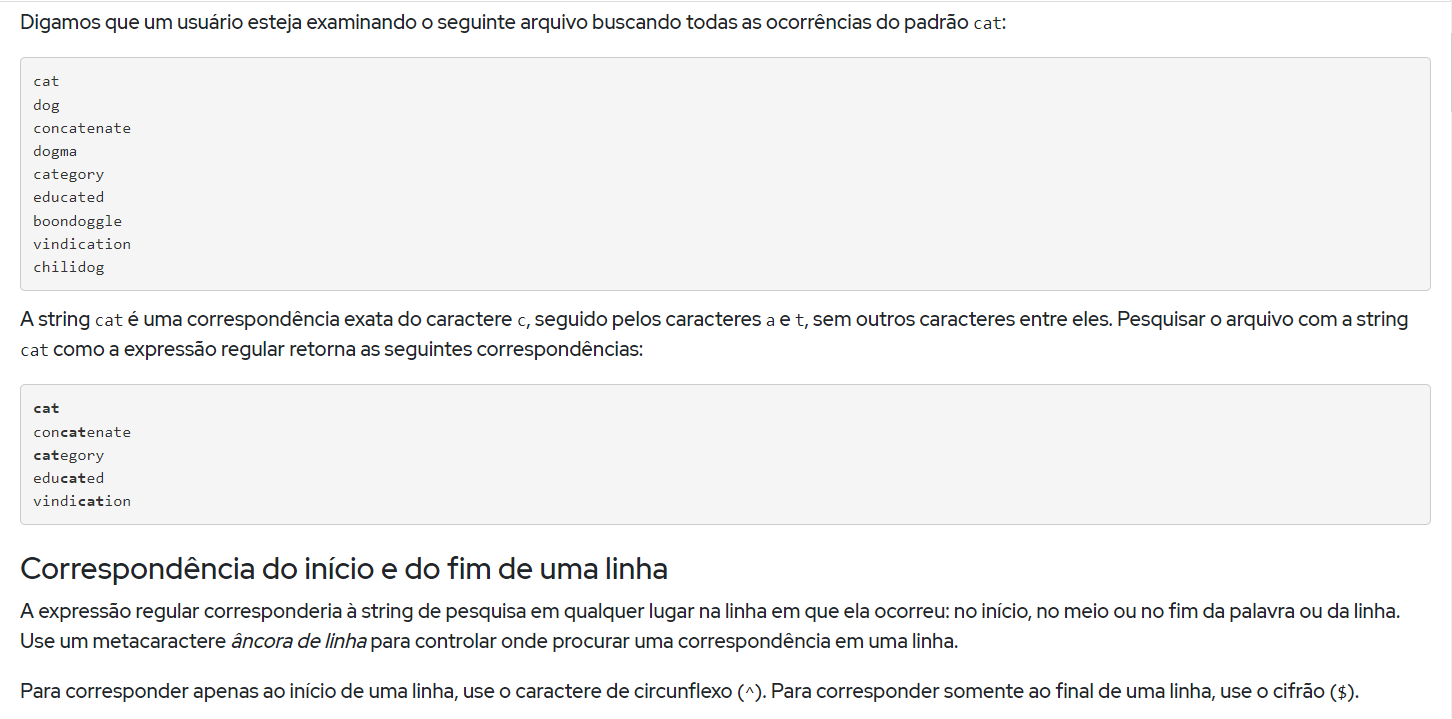 Digamos que um usuário esteja examinando o seguinte arquivo buscando todas as ocorrências do padrão cat:
cat
dog
concatenate
dogma
category
educated
boondoggle
vindication
chilidog
A string cat é uma correspondência exata do caractere c, seguido pelos caracteres a e t, sem outros caracteres entre eles. Pesquisar o arquivo com a string
cat como a expressão regular retorna as seguintes correspondências:
cat
concatenate
category
educated
vindication
Correspondência do início e do fim de uma linha
A expressão regular corresponderia à string de pesquisa em qualquer lugar na linha em que ela ocorreu: no início, no meio ou no fim da palavra ou da linha.
Use um metacaractere âncora de linha para controlar onde procurar uma correspondência em uma linha.
Para corresponder apenas ao início de uma linha, use o caractere de circunflexo (^). Para corresponder somente ao final de uma linha, use o cifrão ($).